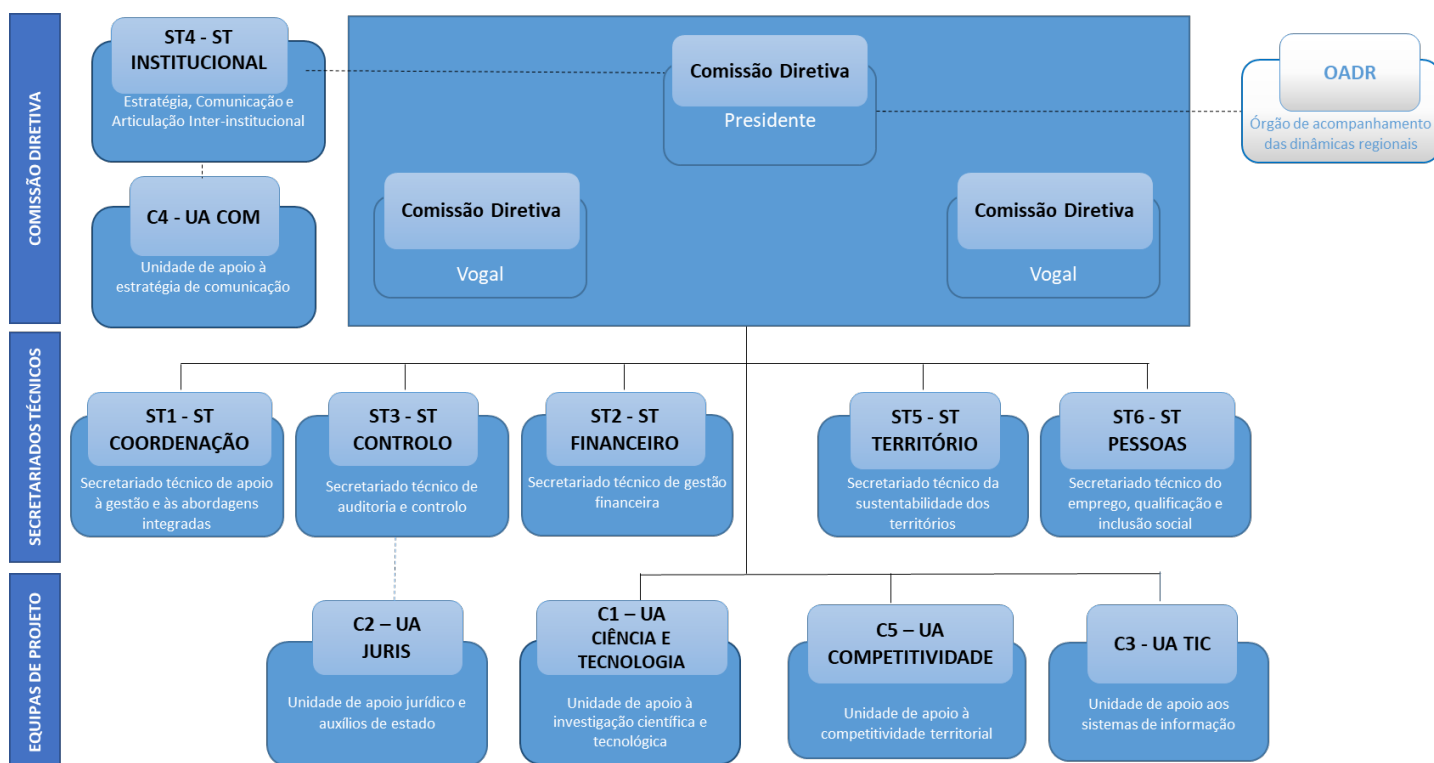 COMISSÃO DIRETIVA
ST4 - ST
INSTITUCIONAL
Estratégia, Comunicação e
Articulação Inter-institucional
C4 - UA COM
Unidade de apoio à
estratégia de comunicação
Comissão Diretiva
Presidente
Comissão Diretiva
Vogal
Comissão Diretiva
Vogal
OADR
Órgão de acompanhamento
das dinâmicas regionais
SECRETARIADOS TÉCNICOS
ST1 - ST
COORDENAÇÃO
Secretariado técnico de apoio
à gestão e às abordagens
integradas
ST3 - ST
CONTROLO
Secretariado técnico de
auditoria e controlo
ST2 - ST
FINANCEIRO
Secretariado técnico de gestão
financeira
ST5 - ST
TERRITÓRIO
Secretariado técnico da
sustentabilidade dos
territórios
ST6 - ST
PESSOAS
Secretariado técnico do
emprego, qualificação e
inclusão social
EQUIPAS DE PROJETO
C2 – UA
JURIS
Unidade de apoio jurídico e
auxílios de estado
C1 – UA
CIÊNCIA E
TECNOLOGIA
Unidade de apoio à
investigação científica e
tecnológica
C5 – UA
COMPETITIVIDADE
Unidade de apoio à
competitividade territorial
C3 - UA TIC
Unidade de apoio aos
sistemas de informação